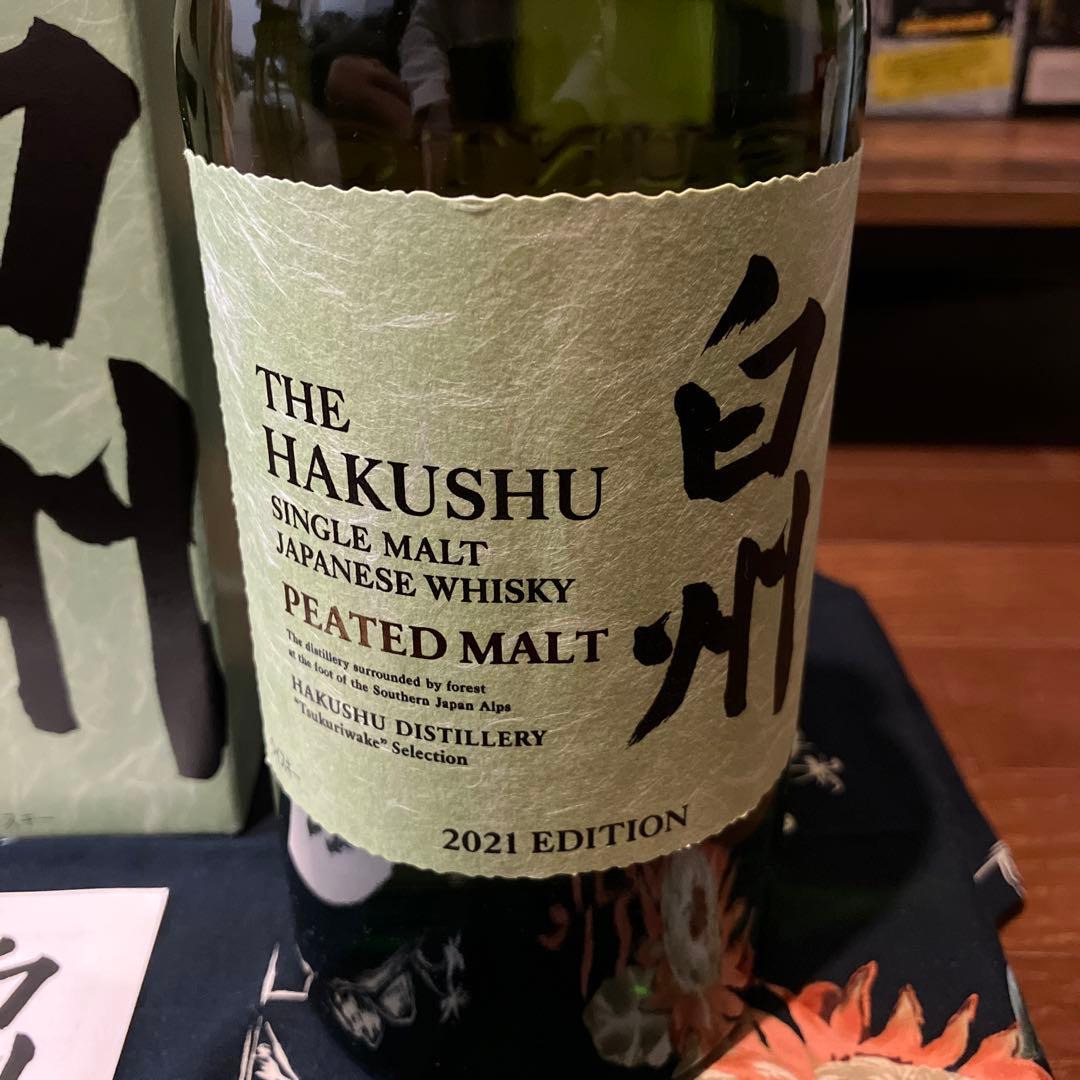 THE
HAKUSHU
SINGLE MALT
JAPANESE WHISKY
PEATED MALT
The distillery surrounded by forest
at the foot of the Southern Japan Alps
HAKUSHU DISTILLERY
"Tsukuriwake" Selection
2021 EDITION
白州
州